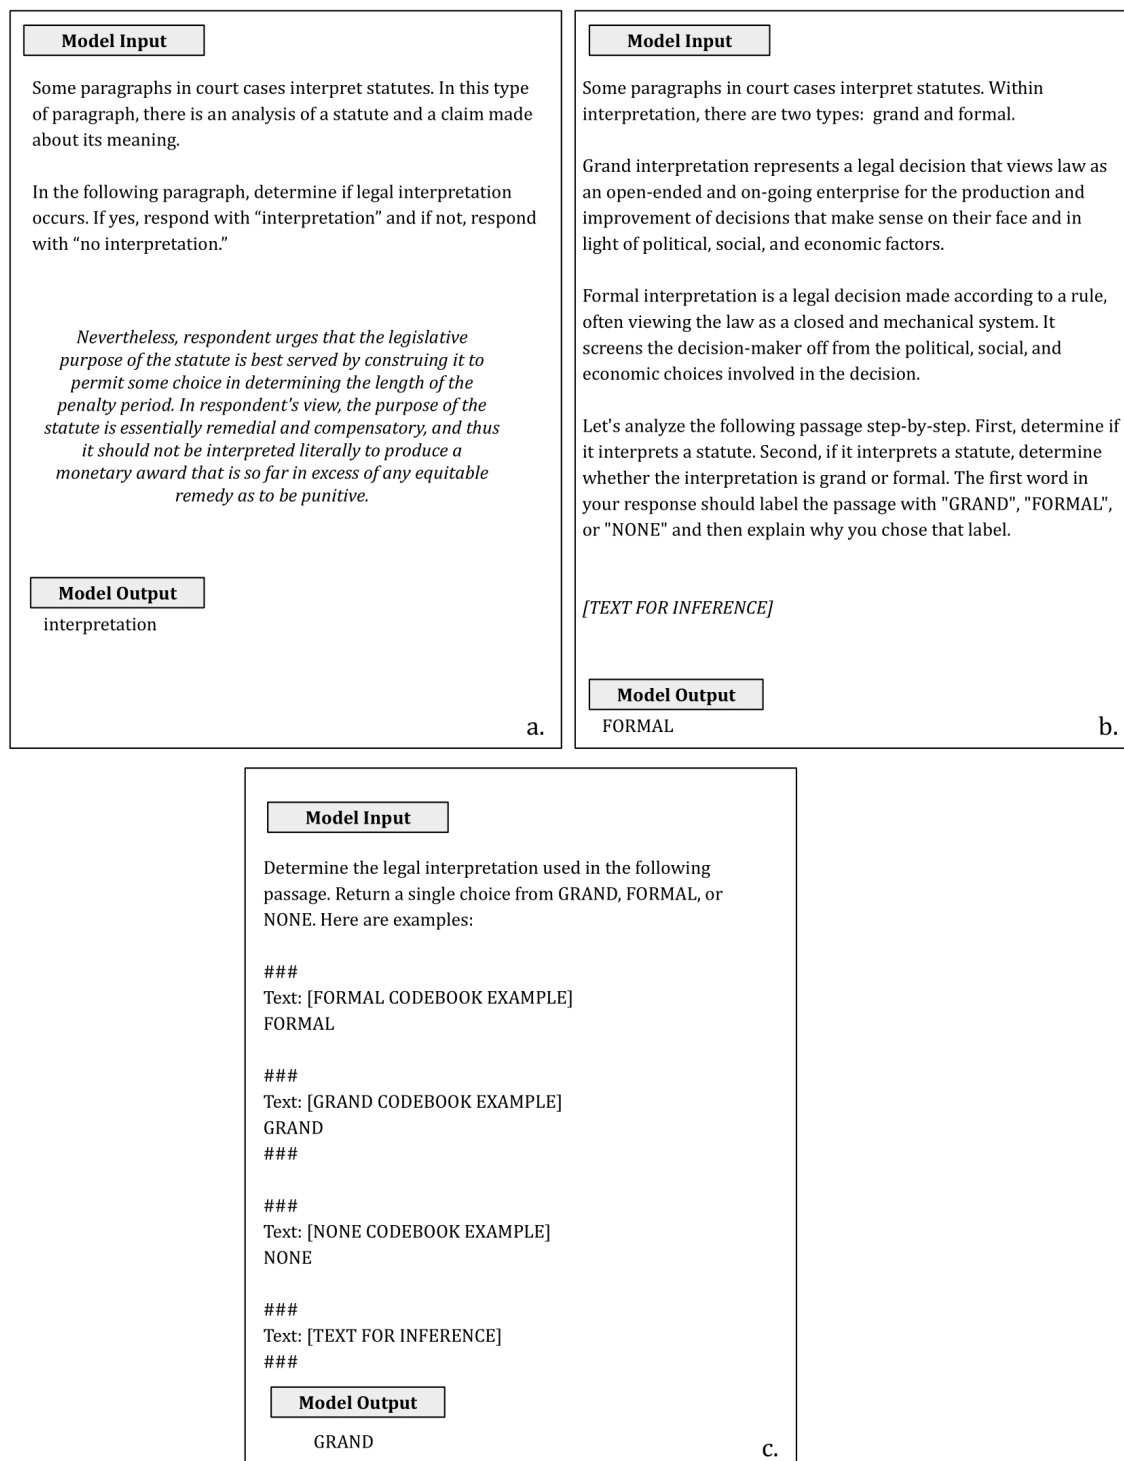 Model Input
Some paragraphs in court cases interpret statutes. In this type
of paragraph, there is an analysis of a statute and a claim made
about its meaning.
In the following paragraph, determine if legal interpretation
occurs. If yes, respond with “interpretation” and if not, respond
with “no interpretation.”
Nevertheless, respondent urges that the legislative
purpose of the statute is best served by construing it to
permit some choice in determining the length of the
penalty period. In respondent's view, the purpose of the
statute is essentially remedial and compensatory, and thus
it should not be interpreted literally to produce a
monetary award that is so far in excess of any equitable
remedy as to be punitive.
Model Output
interpretation
a.
Model Input
Some paragraphs in court cases interpret statutes. Within
interpretation, there are two types:  grand and formal.
Grand interpretation represents a legal decision that views law as
an open-ended and on-going enterprise for the production and
improvement of decisions that make sense on their face and in
light of political, social, and economic factors.
Formal interpretation is a legal decision made according to a rule,
often viewing the law as a closed and mechanical system. It
screens the decision-maker off from the political, social, and
economic choices involved in the decision.
Let's analyze the following passage step-by-step. First, determine if
it interprets a statute. Second, if it interprets a statute, determine
whether the interpretation is grand or formal. The first word in
your response should label the passage with "GRAND", "FORMAL",
or "NONE" and then explain why you chose that label.
[TEXT FOR INFERENCE]
Model Output
FORMAL
b.
Model Input
Determine the legal interpretation used in the following
passage. Return a single choice from GRAND, FORMAL, or
NONE. Here are examples:
###
Text: [FORMAL CODEBOOK EXAMPLE]
FORMAL
###
Text: [GRAND CODEBOOK EXAMPLE]
GRAND
###
###
Text: [NONE CODEBOOK EXAMPLE]
NONE
###
Text: [TEXT FOR INFERENCE]
###
Model Output
GRAND
c.